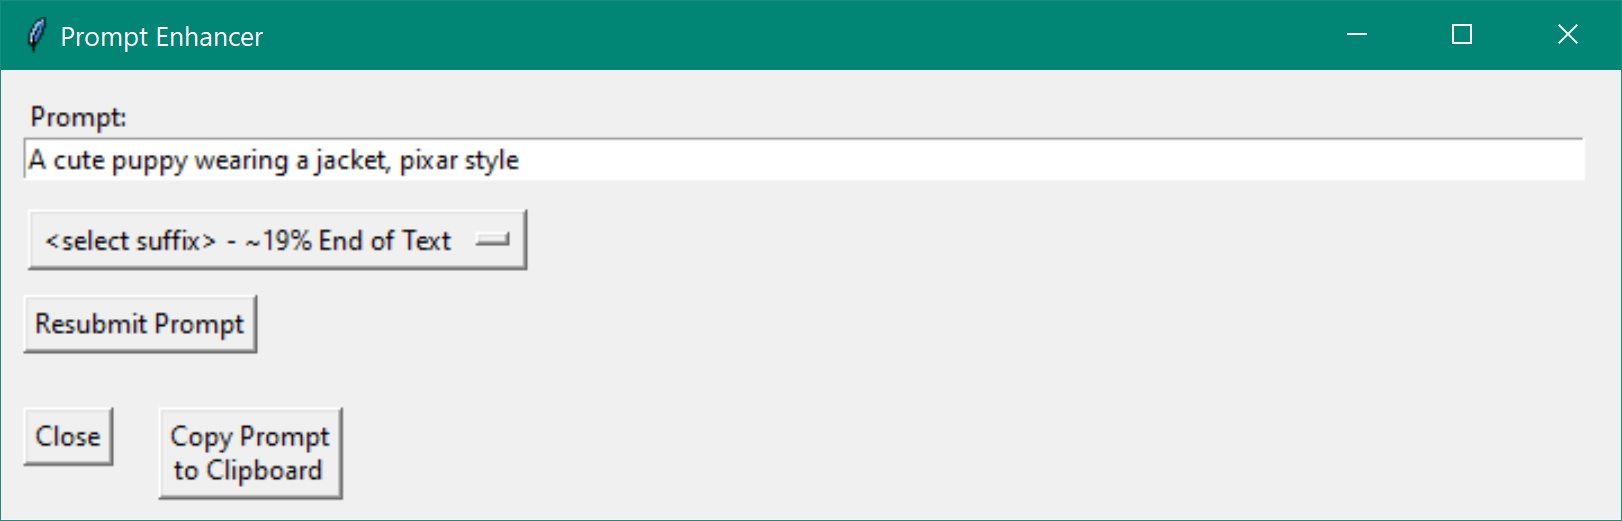 Prompt Enhancer
Prompt:
A cute puppy wearing a jacket, pixar style
<select suffix> - ~19% End of Text
Resubmit Prompt
Close
Copy Prompt
to Clipboard